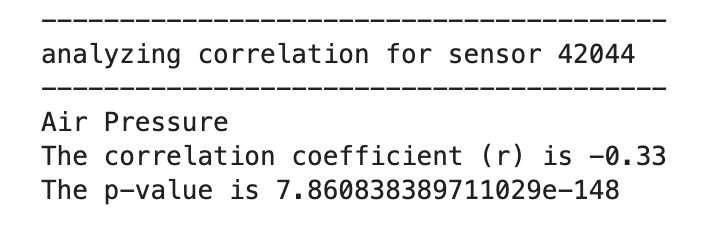 ----------------------------------------
analyzing correlation for sensor 42044
----------------------------------------
Air Pressure
The correlation coefficient (r) is -0.33
The p-value is 7.860838389711029e-148